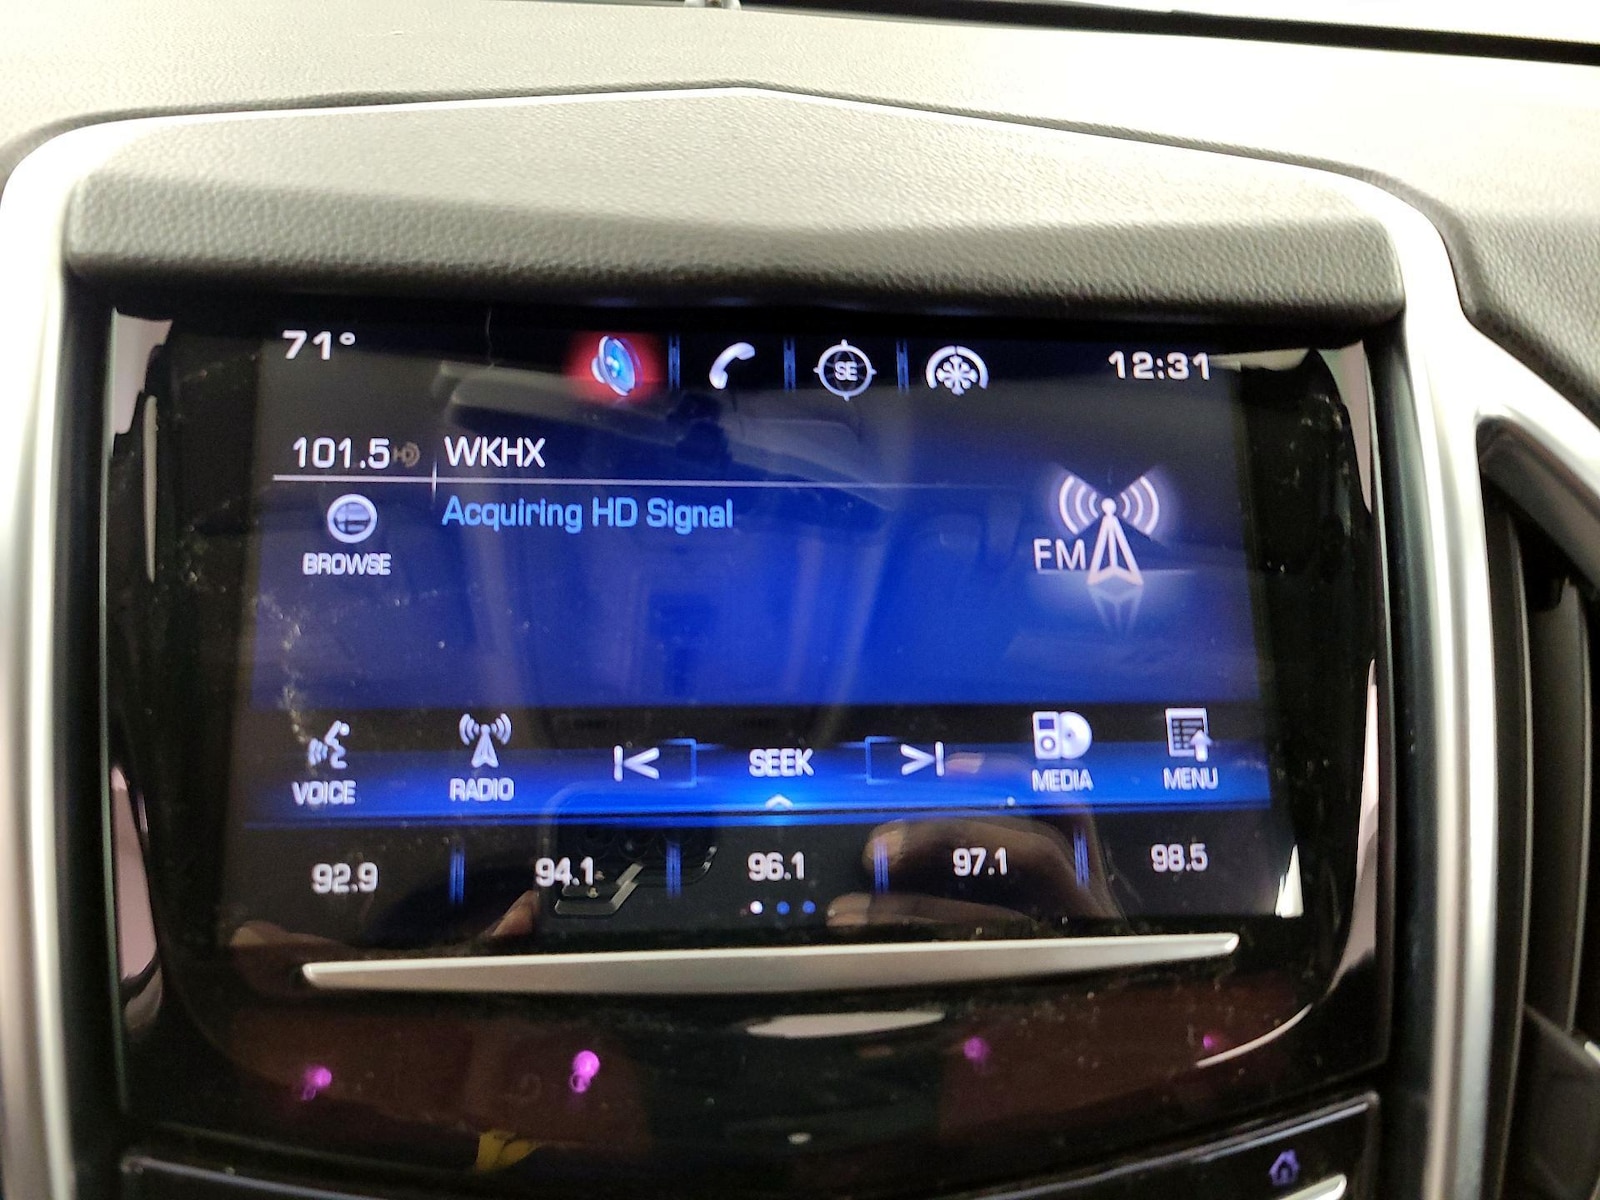 71° SE 12:31
101.5 HD WKHX
Acquiring HD Signal
BROWSE
FM
VOICE RADIO SEEK MEDIA MENU
92.9 94.1 96.1 97.1 98.5